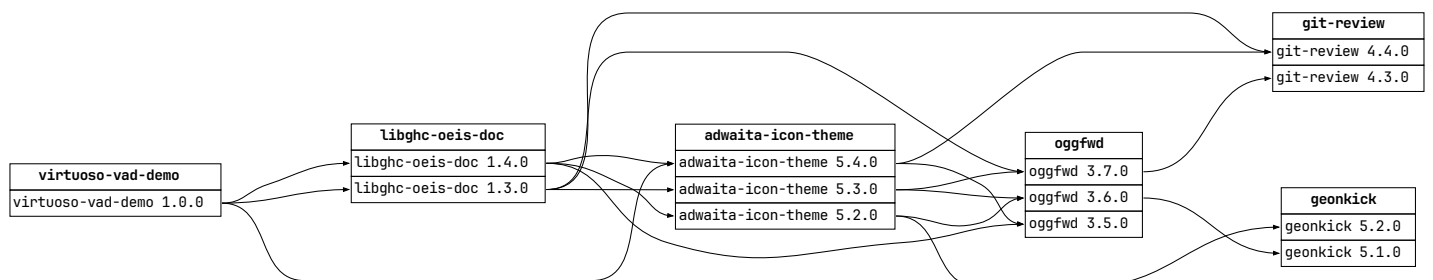 virtuoso-vad-demo
virtuoso-vad-demo 1.0.0
libghc-oeis-doc
libghc-oeis-doc 1.4.0
libghc-oeis-doc 1.3.0
adwaita-icon-theme
adwaita-icon-theme 5.4.0
adwaita-icon-theme 5.3.0
adwaita-icon-theme 5.2.0
oggfwd
oggfwd 3.7.0
oggfwd 3.6.0
oggfwd 3.5.0
git-review
git-review 4.4.0
git-review 4.3.0
geonkick
geonkick 5.2.0
geonkick 5.1.0